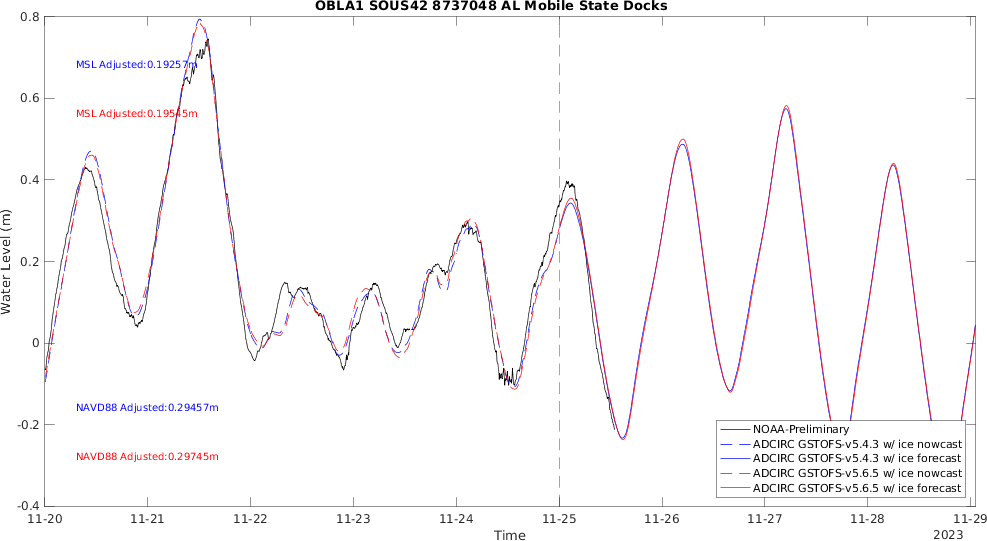 OBLA1 SOUS42 8737048 AL Mobile State Docks
0.8
0.6
0.4
0.2
0
-0.2
-0.4
Water Level (m)
MSL Adjusted:0.19257m
MSL Adjusted:0.19545m
NAVD88 Adjusted:0.29457m
NAVD88 Adjusted:0.29745m
NOAA-Preliminary
ADCIRC GSTOFS-v5.4.3 w/ ice nowcast
ADCIRC GSTOFS-v5.4.3 w/ ice forecast
ADCIRC GSTOFS-v5.6.5 w/ ice nowcast
ADCIRC GSTOFS-v5.6.5 w/ ice forecast
11-20 11-21 11-22 11-23 11-24 11-25 11-26 11-27 11-28 11-29
Time
2023